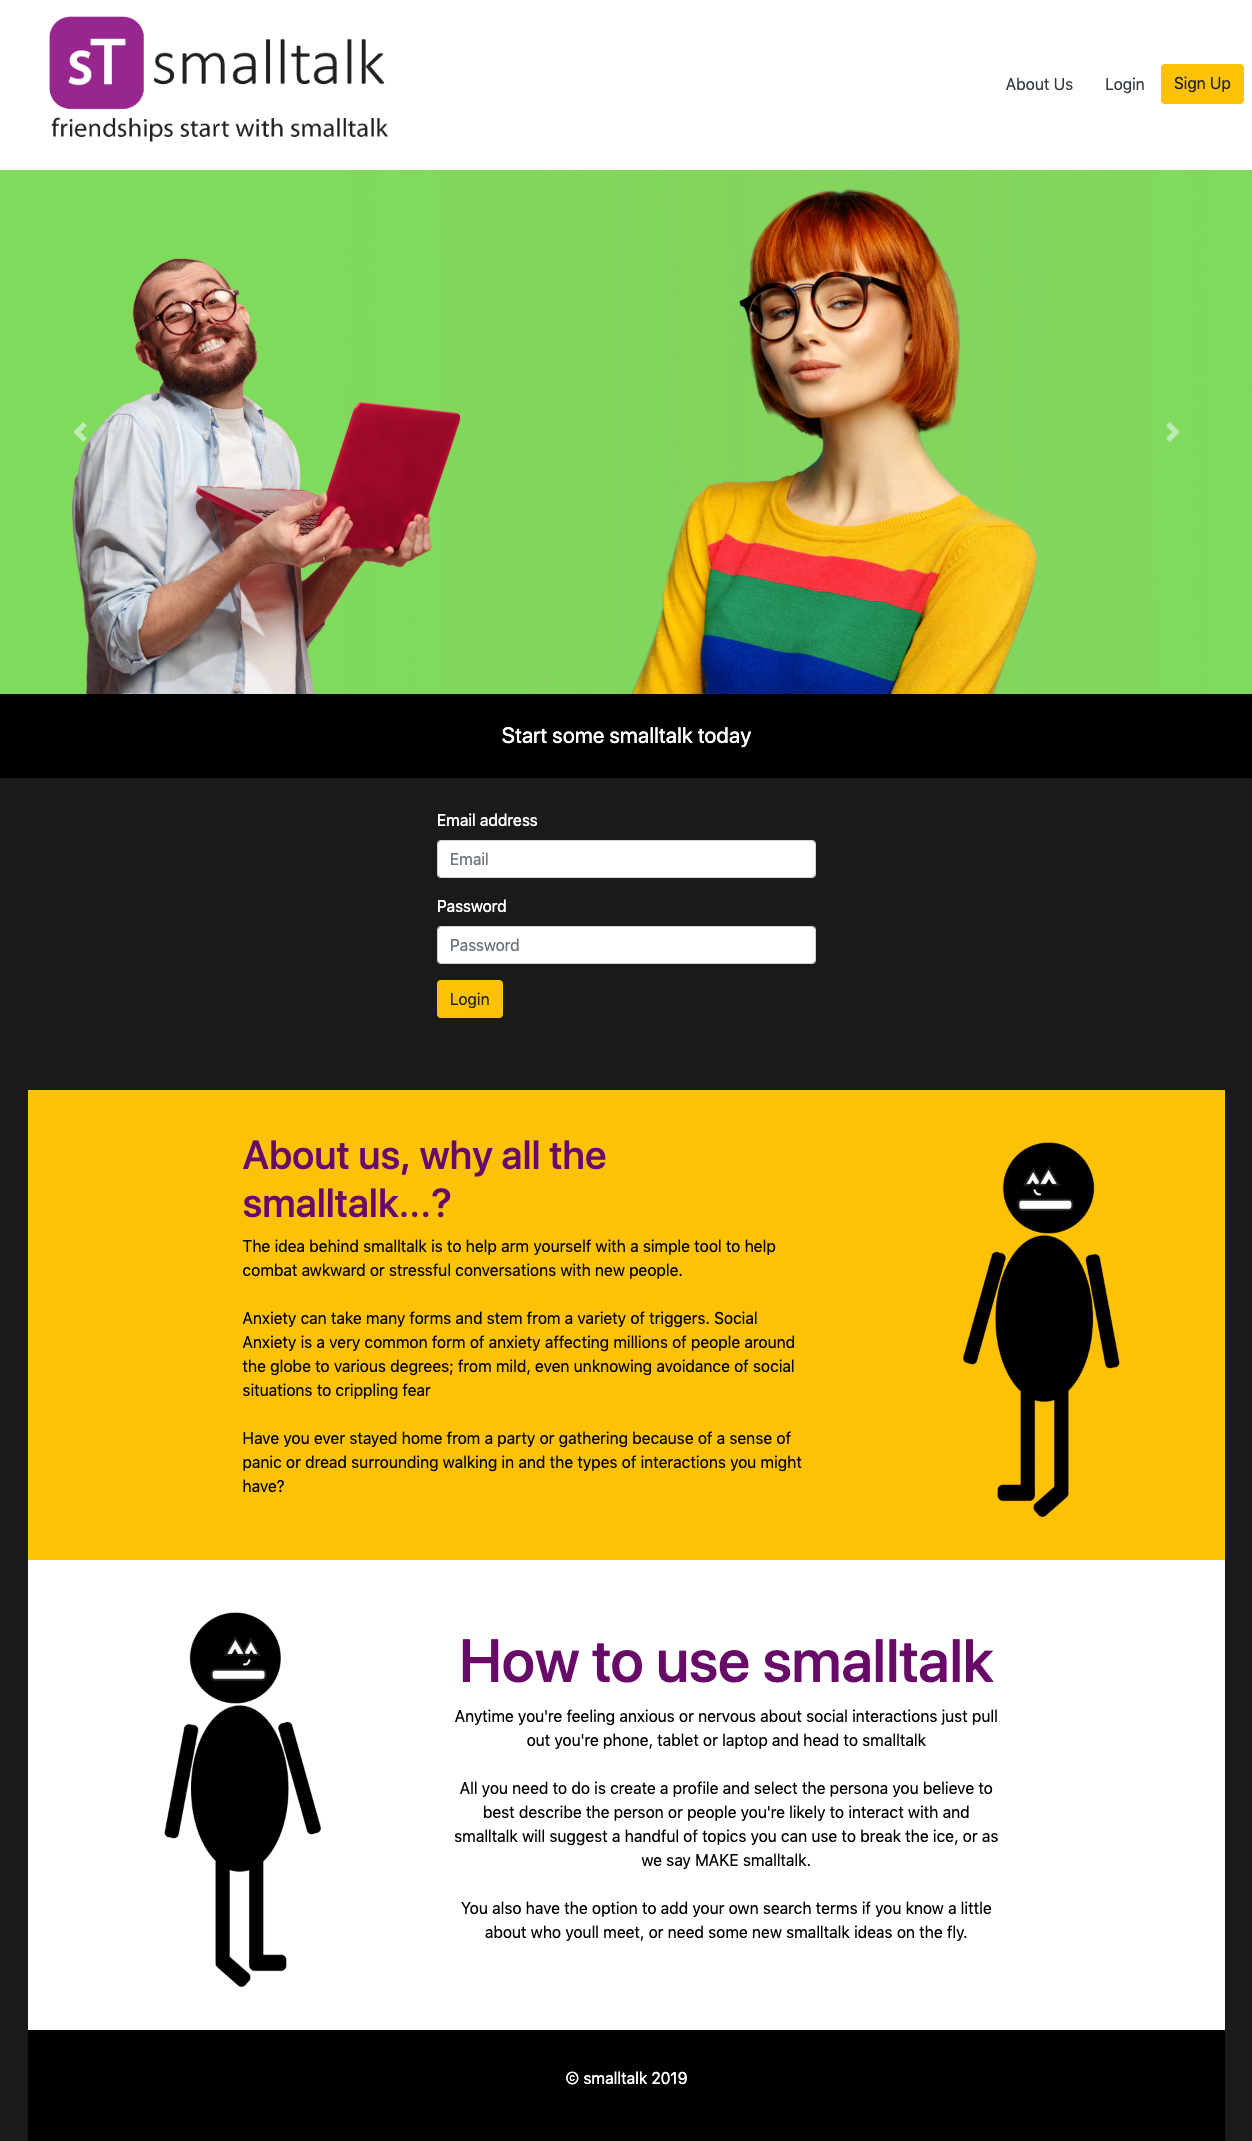 sT smalltalk
friendships start with smalltalk
About Us Login Sign Up
Start some smalltalk today
Email address
Email
Password
Password
Login
About us, why all the
smalltalk...?
The idea behind smalltalk is to help arm yourself with a simple tool to help
combat awkward or stressful conversations with new people.
Anxiety can take many forms and stem from a variety of triggers. Social
Anxiety is a very common form of anxiety affecting millions of people around
the globe to various degrees; from mild, even unknowing avoidance of social
situations to crippling fear
Have you ever stayed home from a party or gathering because of a sense of
panic or dread surrounding walking in and the types of interactions you might
have?
How to use smalltalk
Anytime you're feeling anxious or nervous about social interactions just pull
out you're phone, tablet or laptop and head to smalltalk
All you need to do is create a profile and select the persona you believe to
best describe the person or people you're likely to interact with and
smalltalk will suggest a handful of topics you can use to break the ice, or as
we say MAKE smalltalk.
You also have the option to add your own search terms if you know a little
about who youll meet, or need some new smalltalk ideas on the fly.
© smalltalk 2019